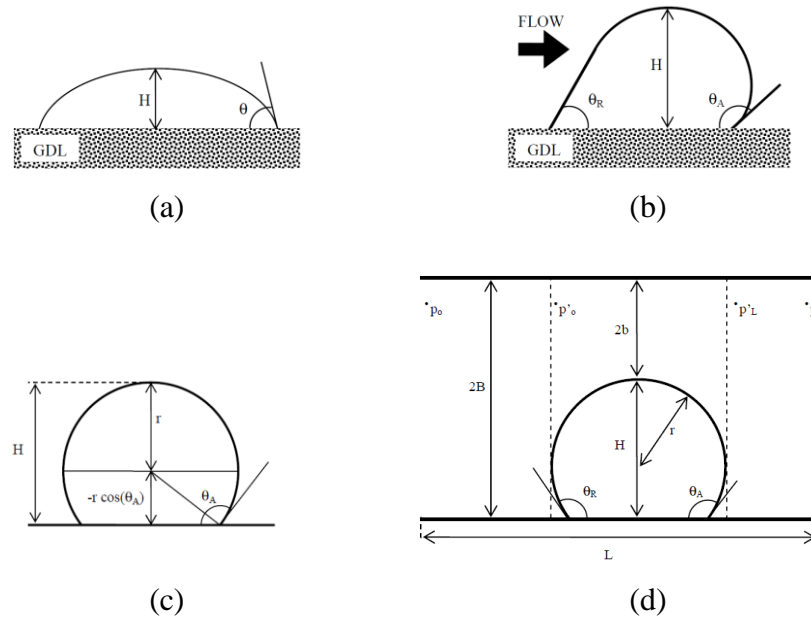 FLOW
H
θ
GDL
(a)
H
θR
θA
GDL
(b)
H
r
-r cos(θA)
θA
(c)
p₀
p'₀
p'L
p
2b
2B
H
r
θR
θA
L
(d)